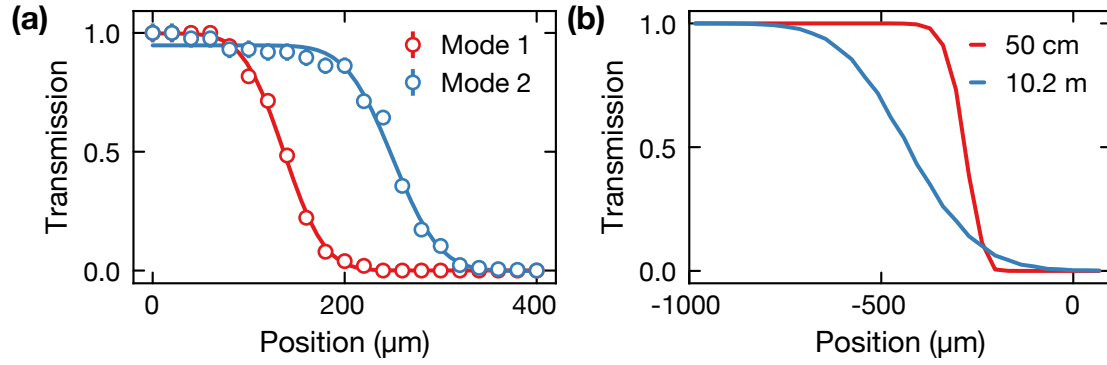 (a)
1.0
0.5
0.0
Transmission
Mode 1
Mode 2
0
200
400
Position (µm)
(b)
1.0
0.5
0.0
Transmission
50 cm
10.2 m
-1000
-500
0
Position (µm)